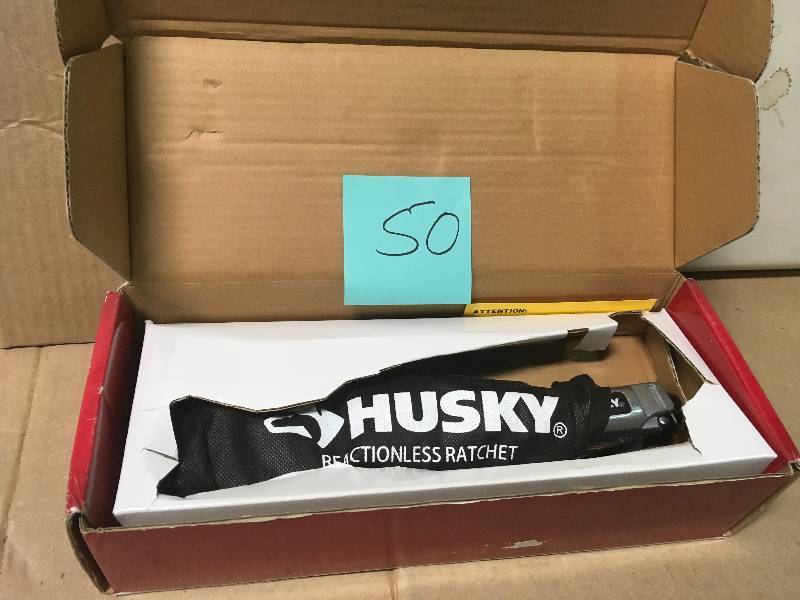 50
ATTENTION:
HUSKY®
REACTIONLESS RATCHET